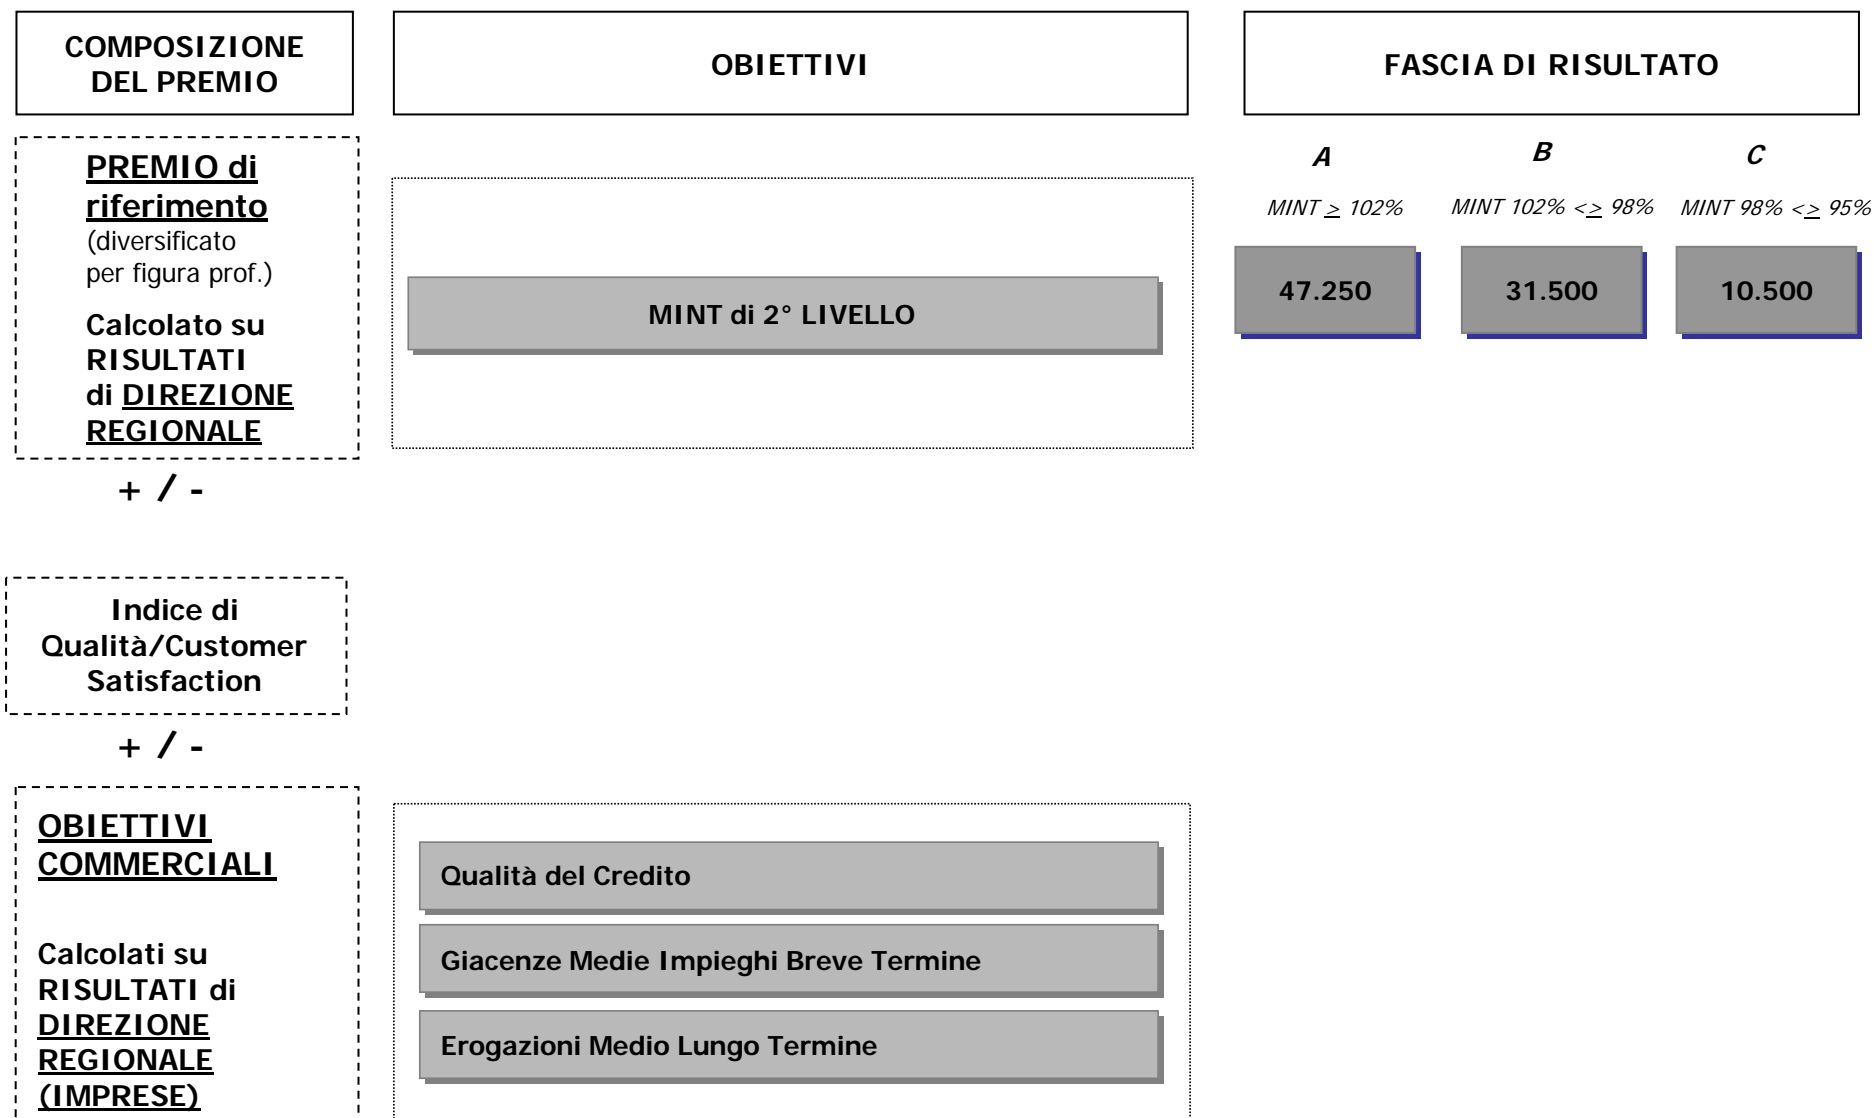 COMPOSIZIONE
DEL PREMIO
OBIETTIVI
FASCIA DI RISULTATO
PREMIO di
riferimento
(diversificato
per figura prof.)
Calcolato su
RISULTATI
di DIREZIONE
REGIONALE
A
B
C
MINT ≥ 102%
MINT 102% <≥ 98%
MINT 98% <≥ 95%
MINT di 2° LIVELLO
47.250
31.500
10.500
+ / -
Indice di
Qualità/Customer
Satisfaction
+ / -
OBIETTIVI
COMMERCIALI
Calcolati su
RISULTATI di
DIREZIONE
REGIONALE
(IMPRESE)
Qualità del Credito
Giacenze Medie Impieghi Breve Termine
Erogazioni Medio Lungo Termine